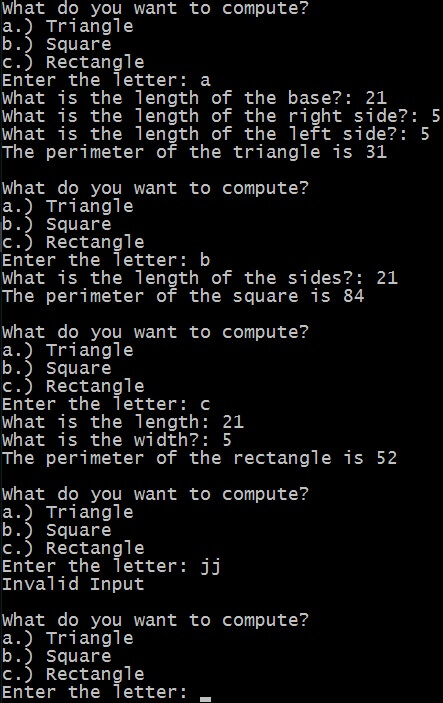 What do you want to compute?
a.) Triangle
b.) Square
c.) Rectangle
Enter the letter: a
What is the length of the base?: 21
What is the length of the right side?: 5
What is the length of the left side?: 5
The perimeter of the triangle is 31
What do you want to compute?
a.) Triangle
b.) Square
c.) Rectangle
Enter the letter: b
What is the length of the sides?: 21
The perimeter of the square is 84
What do you want to compute?
a.) Triangle
b.) Square
c.) Rectangle
Enter the letter: c
What is the length: 21
What is the width?: 5
The perimeter of the rectangle is 52
What do you want to compute?
a.) Triangle
b.) Square
c.) Rectangle
Enter the letter: jj
Invalid Input
What do you want to compute?
a.) Triangle
b.) Square
c.) Rectangle
Enter the letter: